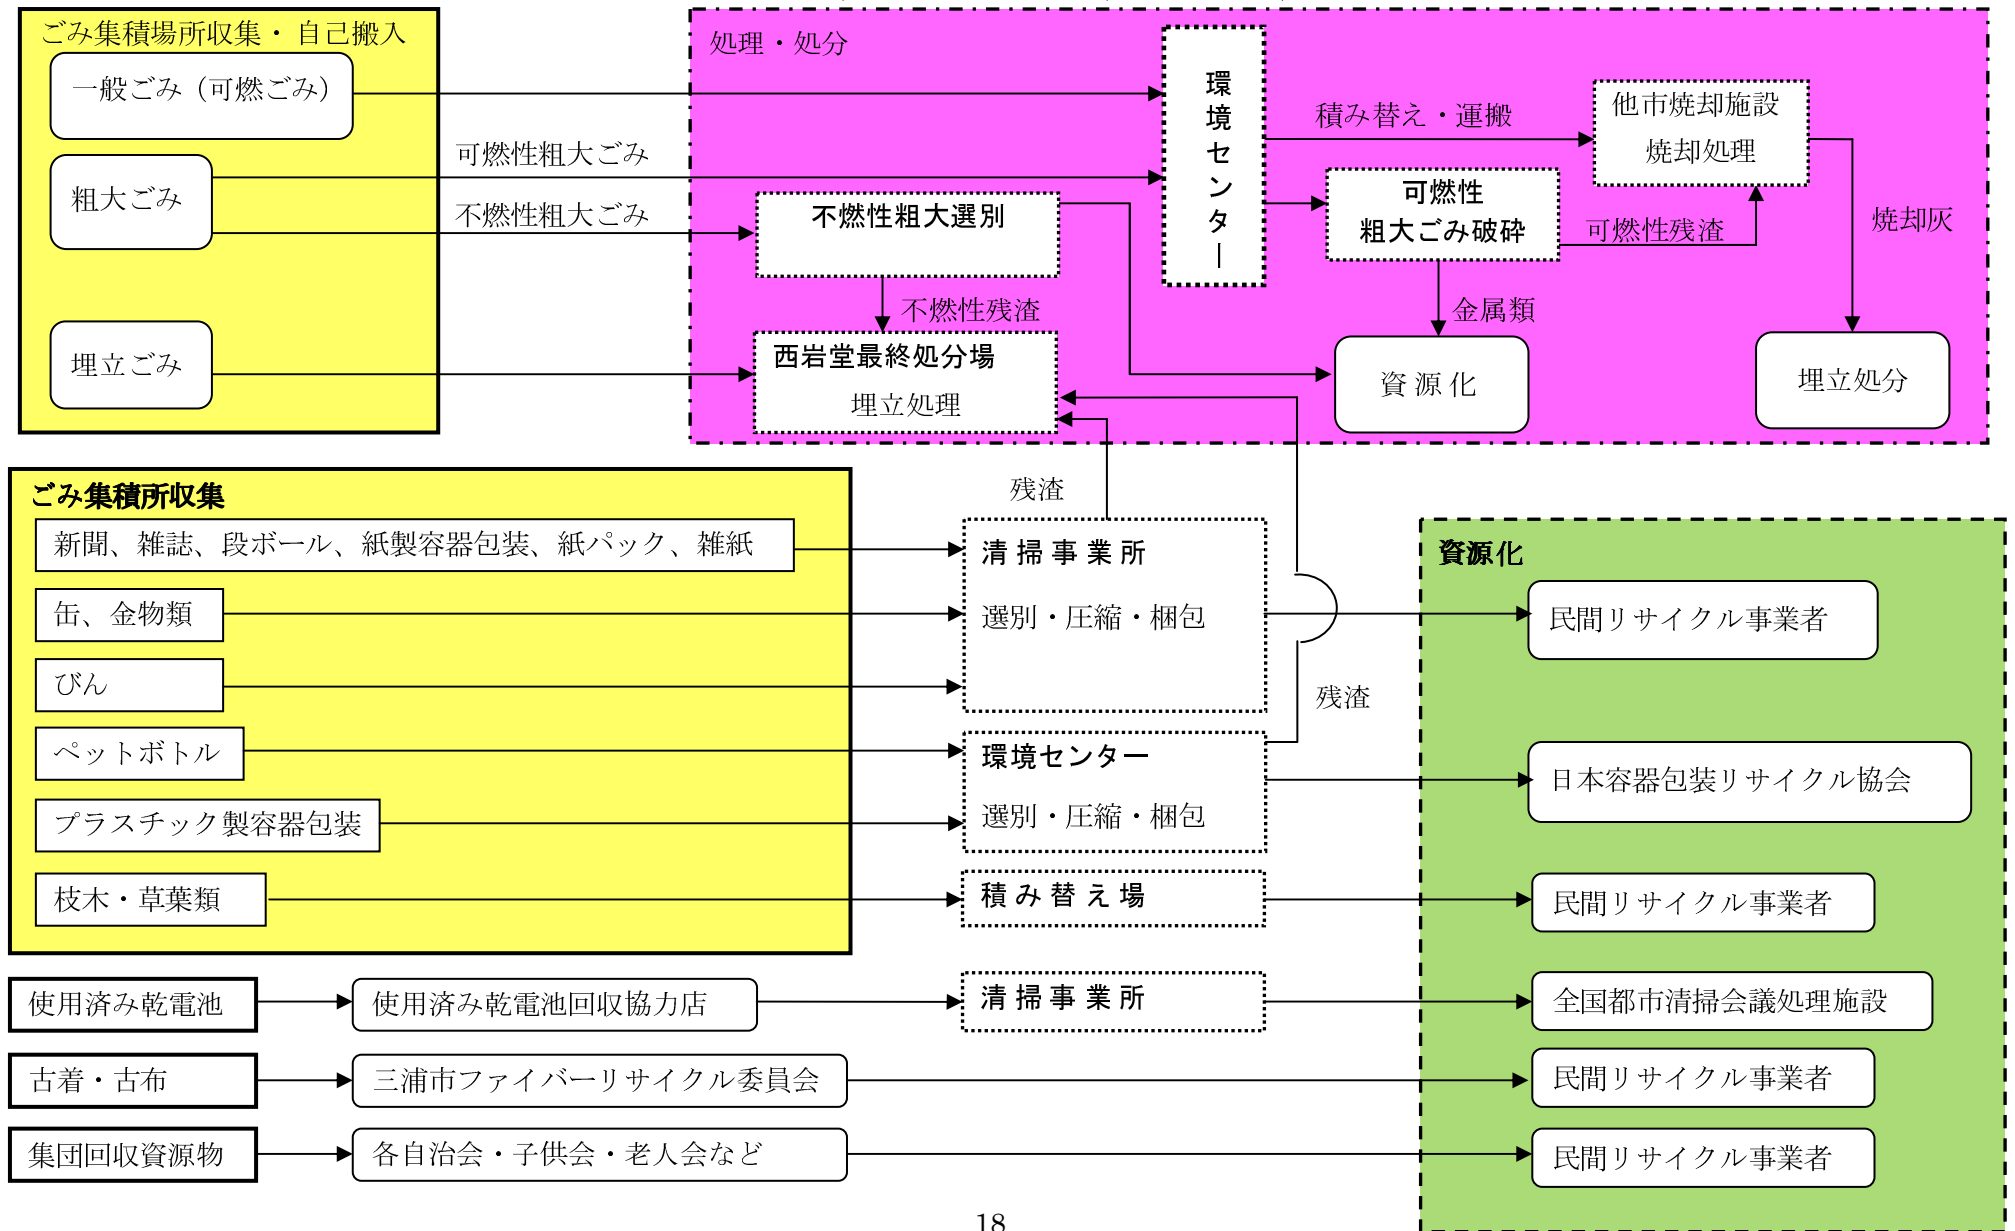 ごみ集積場所収集・自己搬入
一般ごみ（可燃ごみ）
粗大ごみ
埋立ごみ
可燃性粗大ごみ
不燃性粗大ごみ
処理・処分
不燃性粗大選別
不燃性残渣
西岩堂最終処分場
埋立処理
環境センター
積み替え・運搬
他市焼却施設
焼却処理
可燃性
粗大ごみ破砕
可燃性残渣
焼却灰
金属類
資源化
埋立処分
ごみ集積所収集
新聞、雑誌、段ボール、紙製容器包装、紙パック、雑紙
缶、金物類
びん
ペットボトル
プラスチック製容器包装
枝木・草葉類
残渣
清掃事業所
選別・圧縮・梱包
残渣
環境センター
選別・圧縮・梱包
積み替え場
資源化
民間リサイクル事業者
日本容器包装リサイクル協会
民間リサイクル事業者
使用済み乾電池
使用済み乾電池回収協力店
清掃事業所
全国都市清掃会議処理施設
古着・古布
三浦市ファイバーリサイクル委員会
民間リサイクル事業者
集団回収資源物
各自治会・子供会・老人会など
民間リサイクル事業者
18